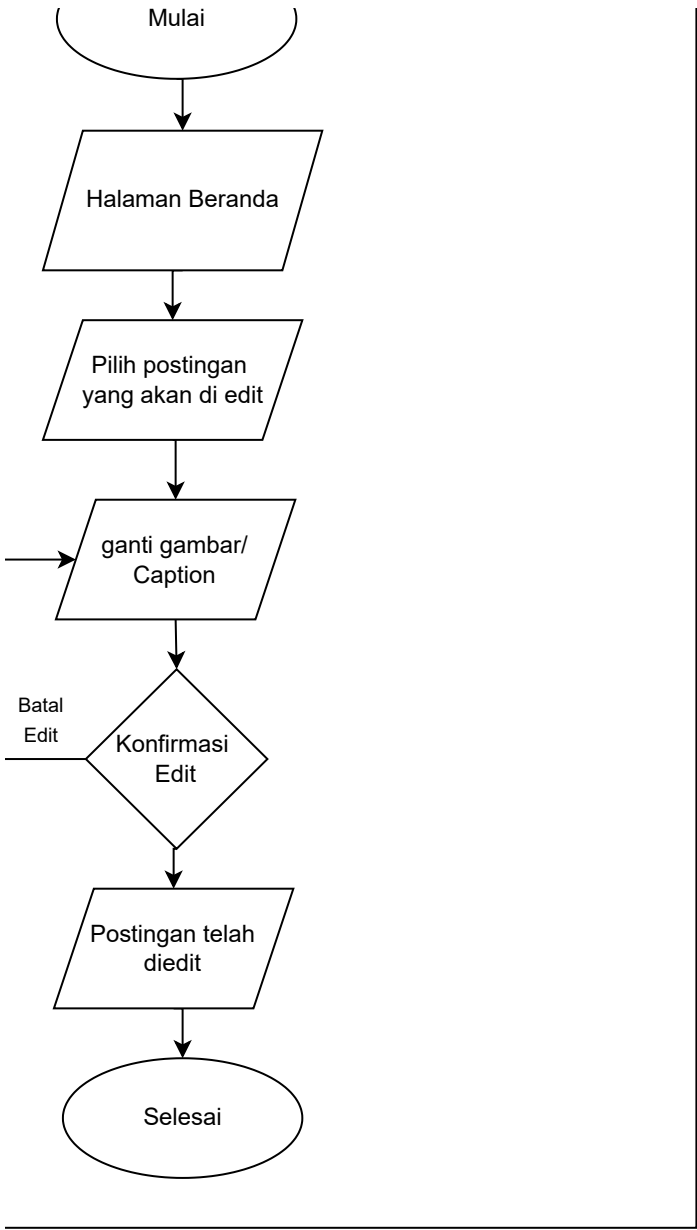 Mulai
Halaman Beranda
Pilih postingan
yang akan di edit
ganti gambar/
Caption
Batal
Edit
Konfirmasi
Edit
Postingan telah
diedit
Selesai